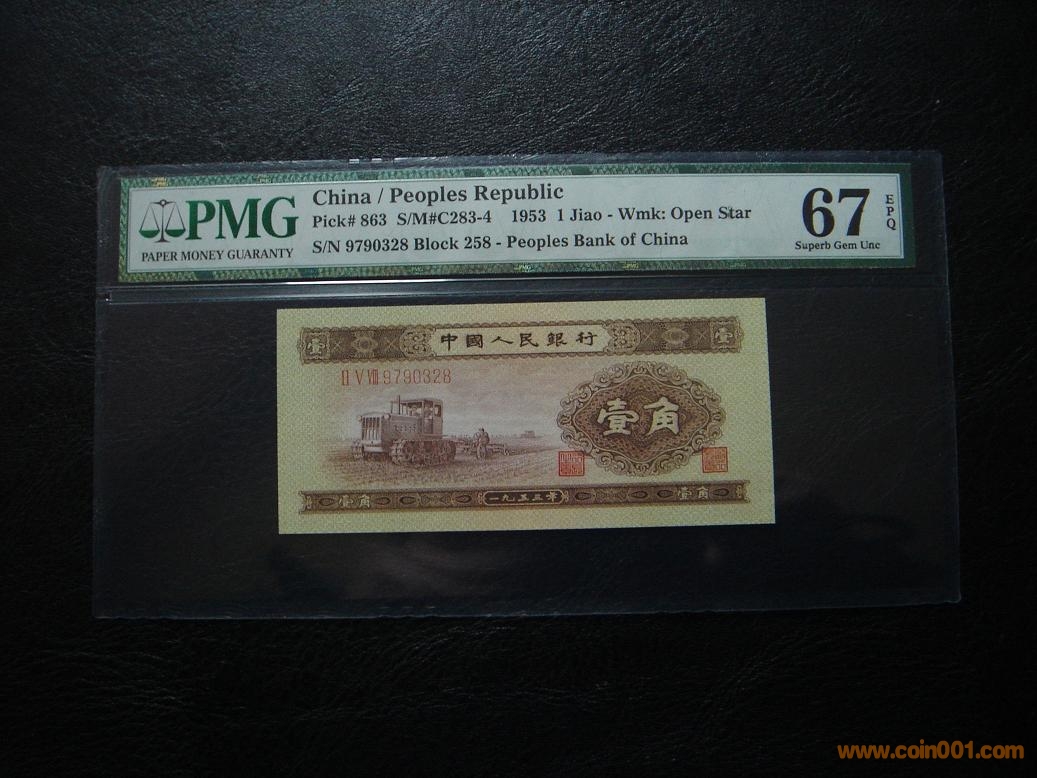 PMG
PAPER MONEY GUARANTY
China / Peoples Republic
Pick# 863 S/M#C283-4 1953 1 Jiao - Wmk: Open Star
S/N 9790328 Block 258 - Peoples Bank of China
67
EPQ
Superb Gem Unc
壹 中國人民銀行 壹
II V VIII 9790328
壹角
壹角 一九五三年 壹角
www.coin001.com